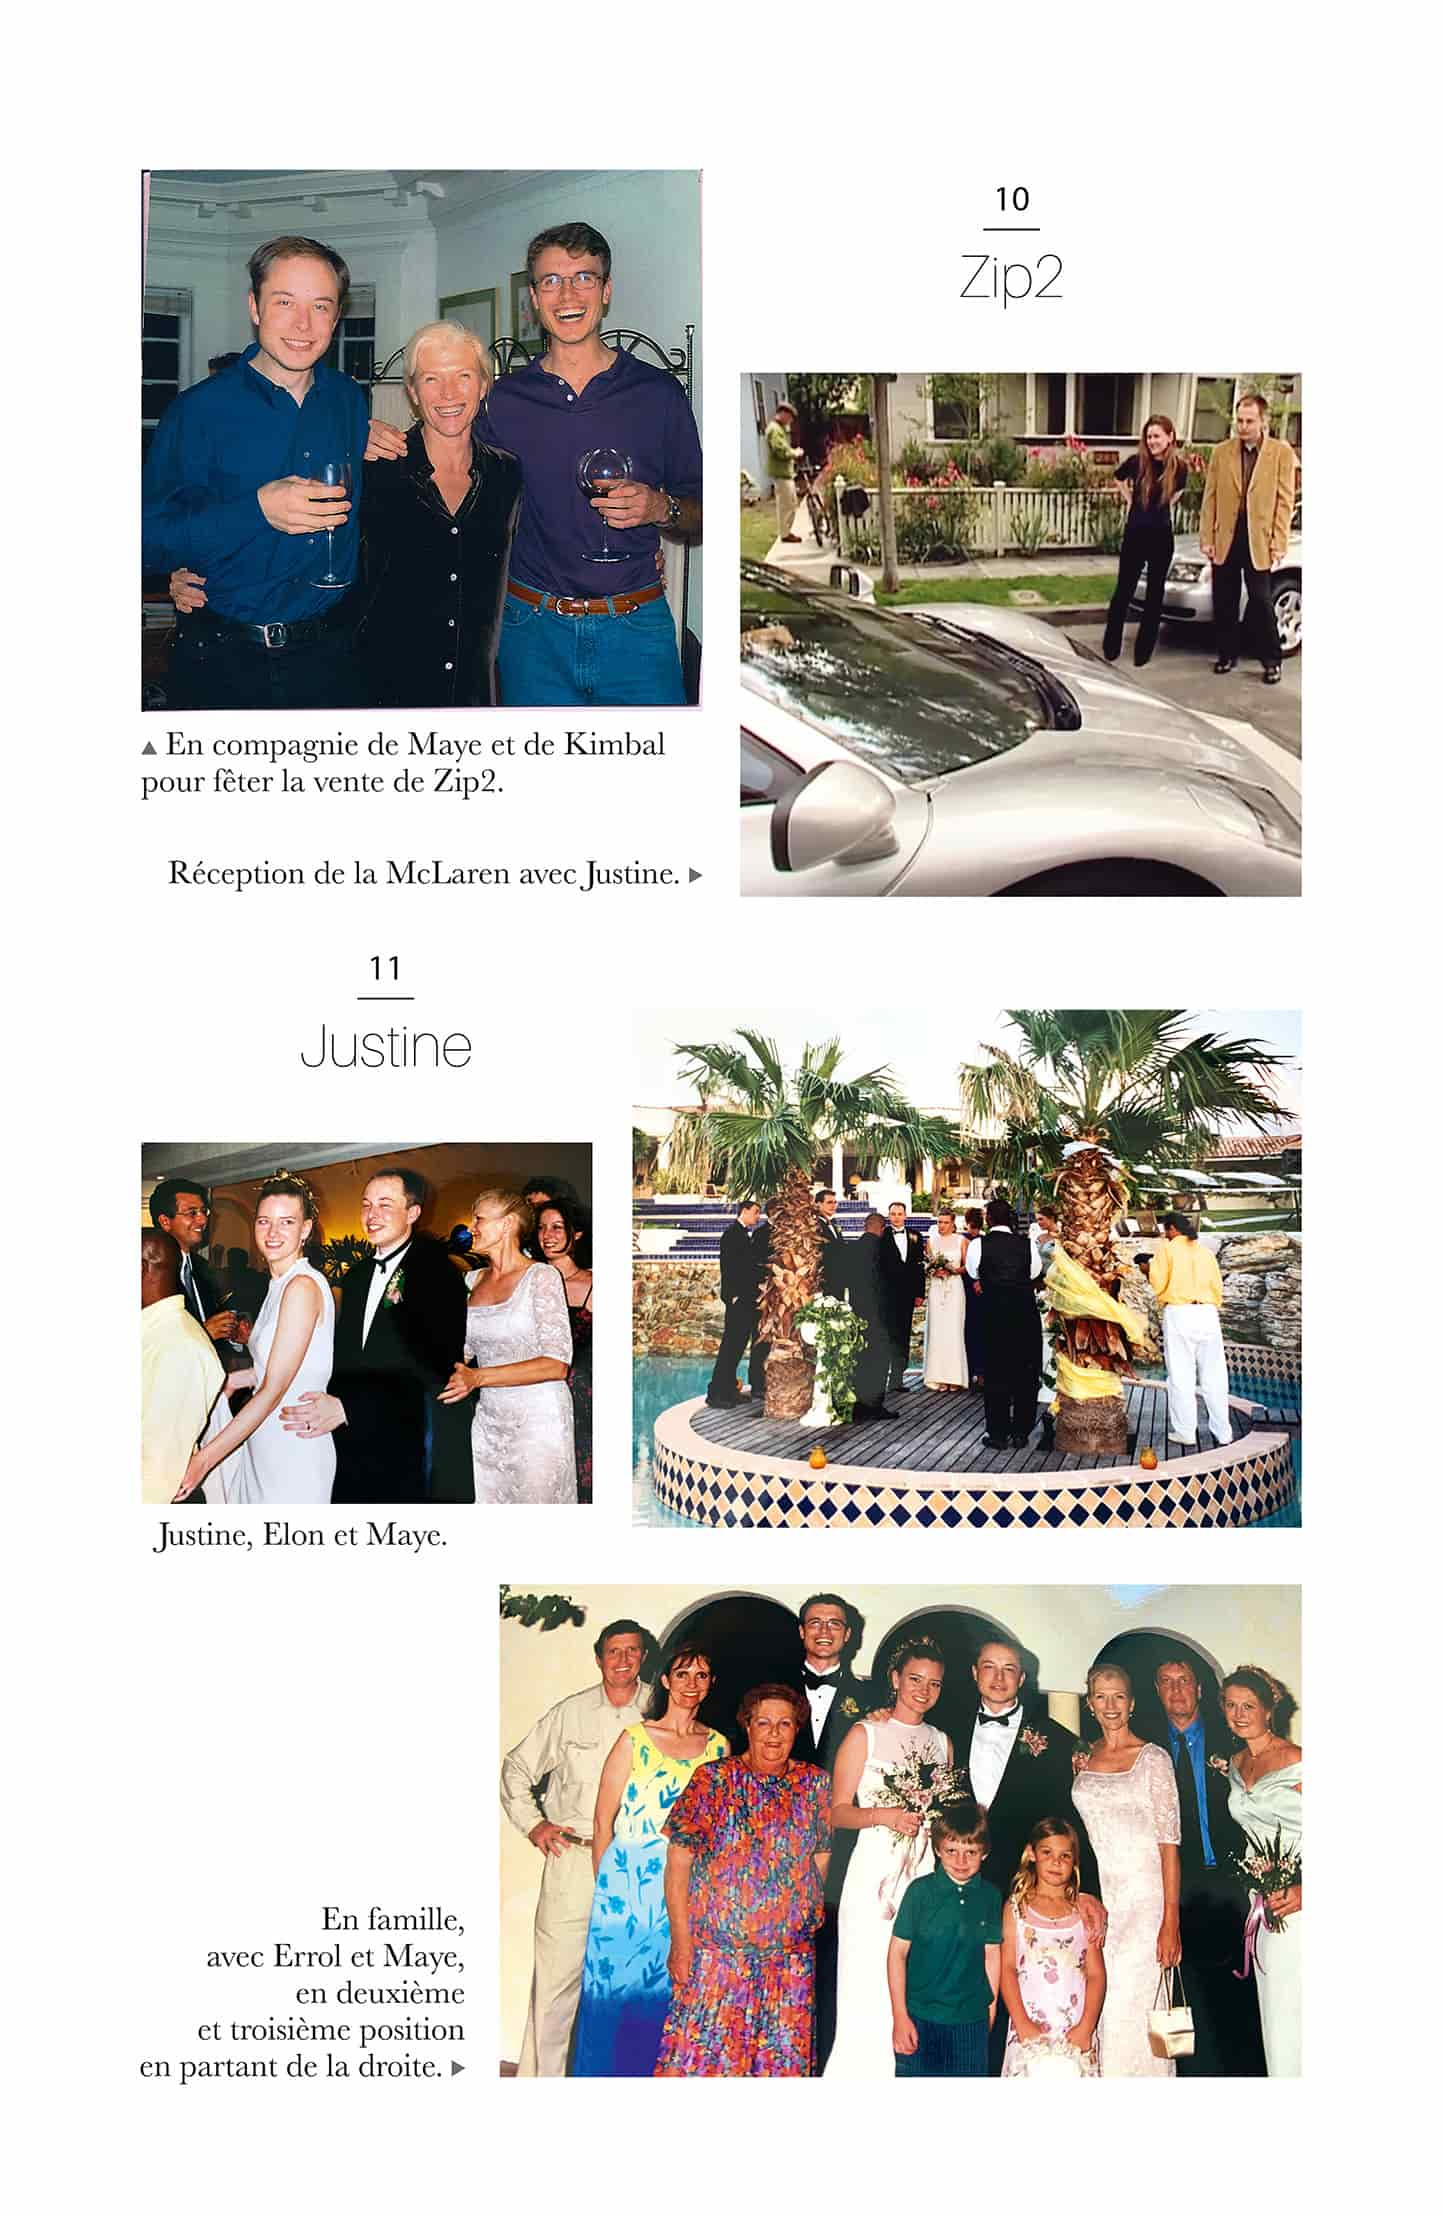 10
Zip2
▲ En compagnie de Maye et de Kimbal
pour fêter la vente de Zip2.
Réception de la McLaren avec Justine. ▶
11
Justine
Justine, Elon et Maye.
En famille,
avec Errol et Maye,
en deuxième
et troisième position
en partant de la droite. ▶